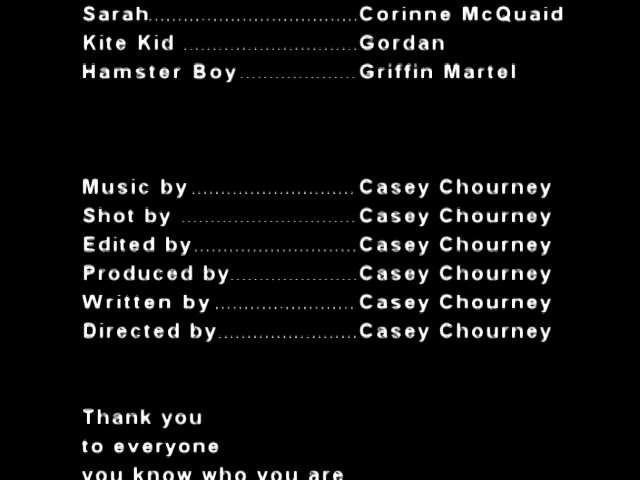 Sarah...................................Corinne McQuaid
Kite Kid .............................Gordan
Hamster Boy...................Griffin Martel
Music by...........................Casey Chourney
Shot by .............................Casey Chourney
Edited by...........................Casey Chourney
Produced by.....................Casey Chourney
Written by.......................Casey Chourney
Directed by.......................Casey Chourney
Thank you
to everyone
you know who you are